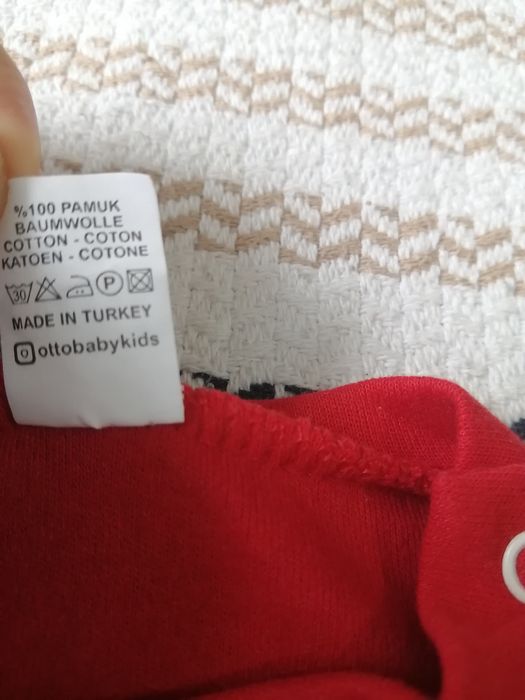 %100 PAMUK
BAUMWOLLE
COTTON - COTON
KATOEN - COTONE
30 P
MADE IN TURKEY
ottobabykids